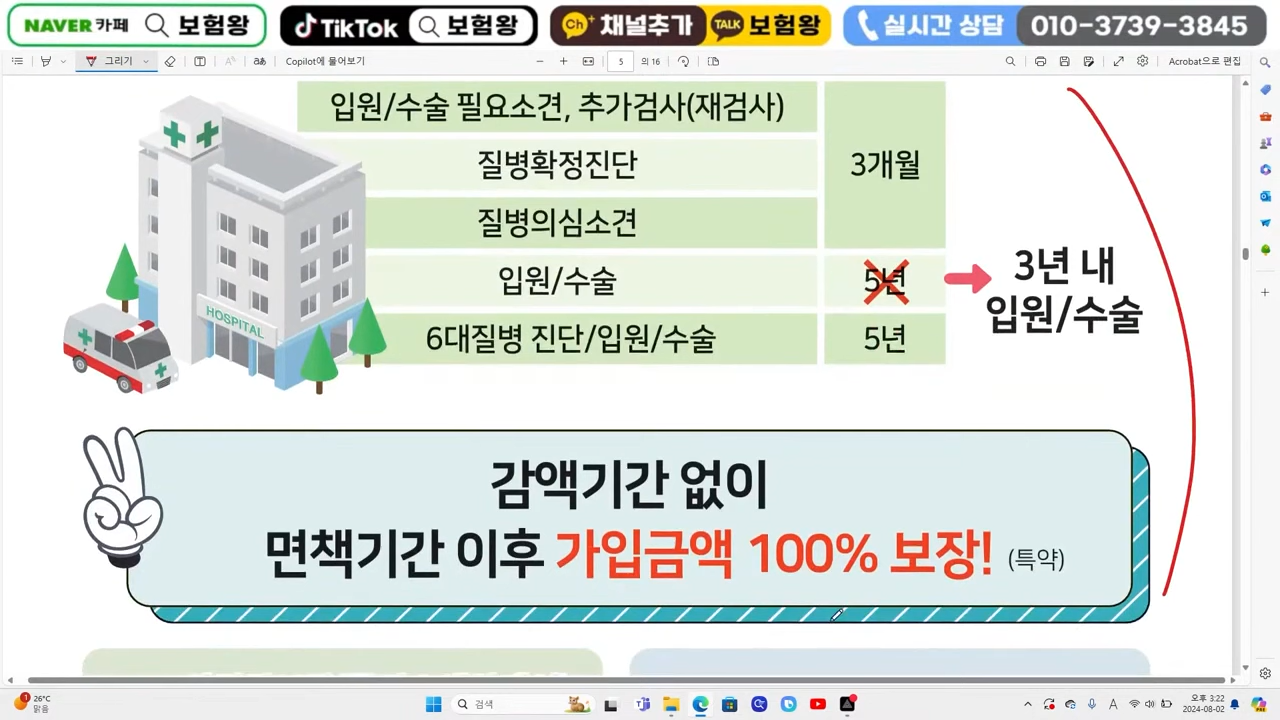 NAVER 카페 보험왕 TikTok 보험왕 Ch+ 채널추가 TALK 보험왕 실시간 상담 010-3739-3845
그리기 Copilot에 물어보기 5 의 16 Acrobat으로 편집
입원/수술 필요소견, 추가검사(재검사)
질병확정진단
3개월
질병의심소견
입원/수술 5년
3년 내
입원/수술
6대질병 진단/입원/수술 5년
HOSPITAL
감액기간 없이
면책기간 이후 가입금액 100% 보장! (특약)
1 26°C
맑음
검색
A
오후 3:22
2024-08-02